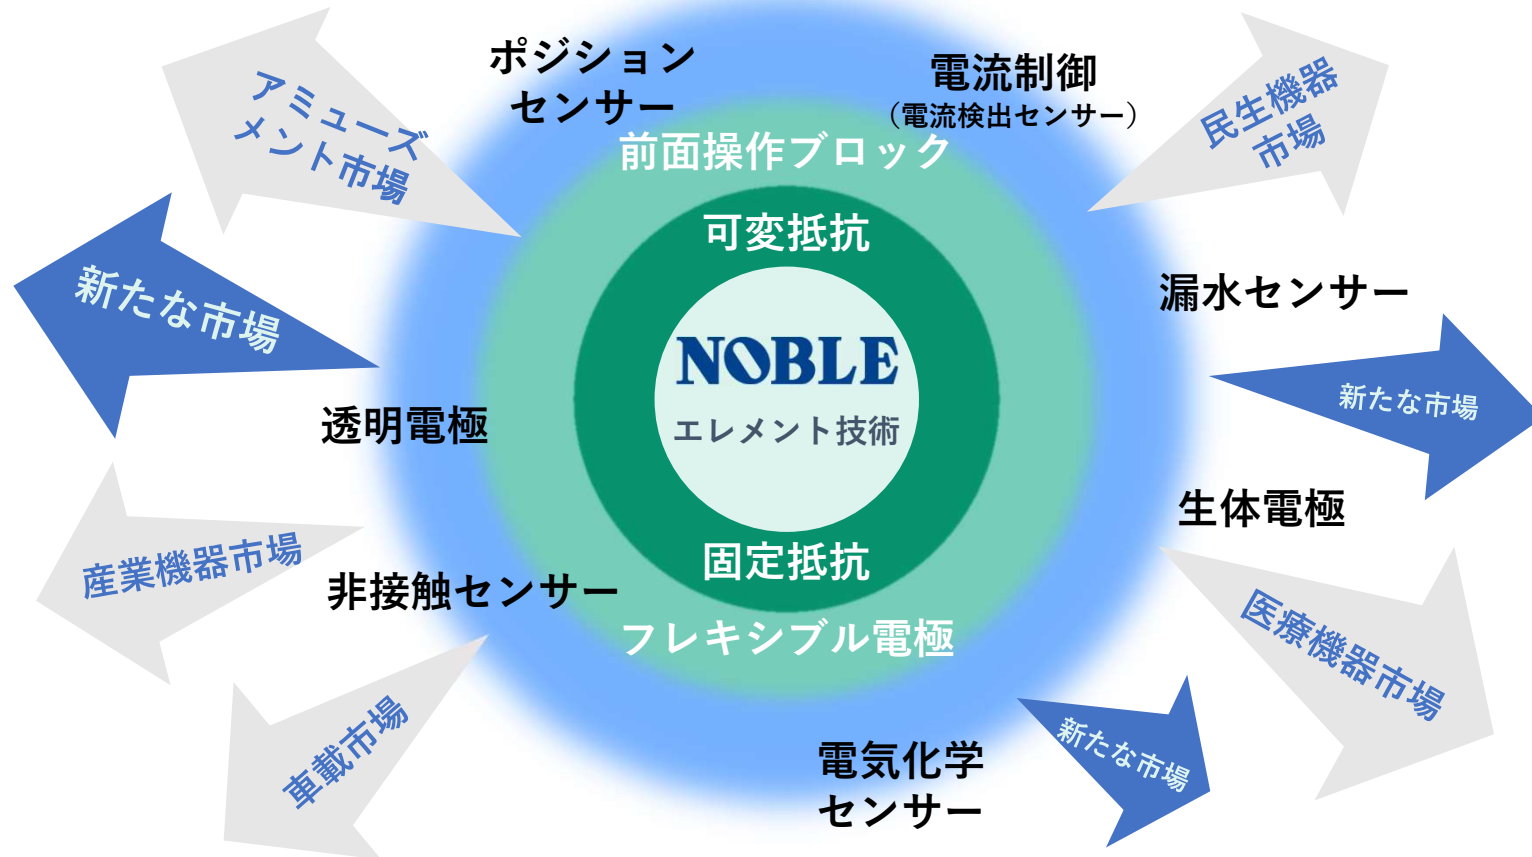 ポジション
センサー
電流制御
（電流検出センサー）
アミューズ
メント市場
民生機器
市場
前面操作ブロック
可変抵抗
新たな市場
漏水センサー
NOBLE
エレメント技術
新たな市場
透明電極
生体電極
産業機器市場
非接触センサー
固定抵抗
フレキシブル電極
医療機器市場
車載市場
電気化学
センサー
新たな市場